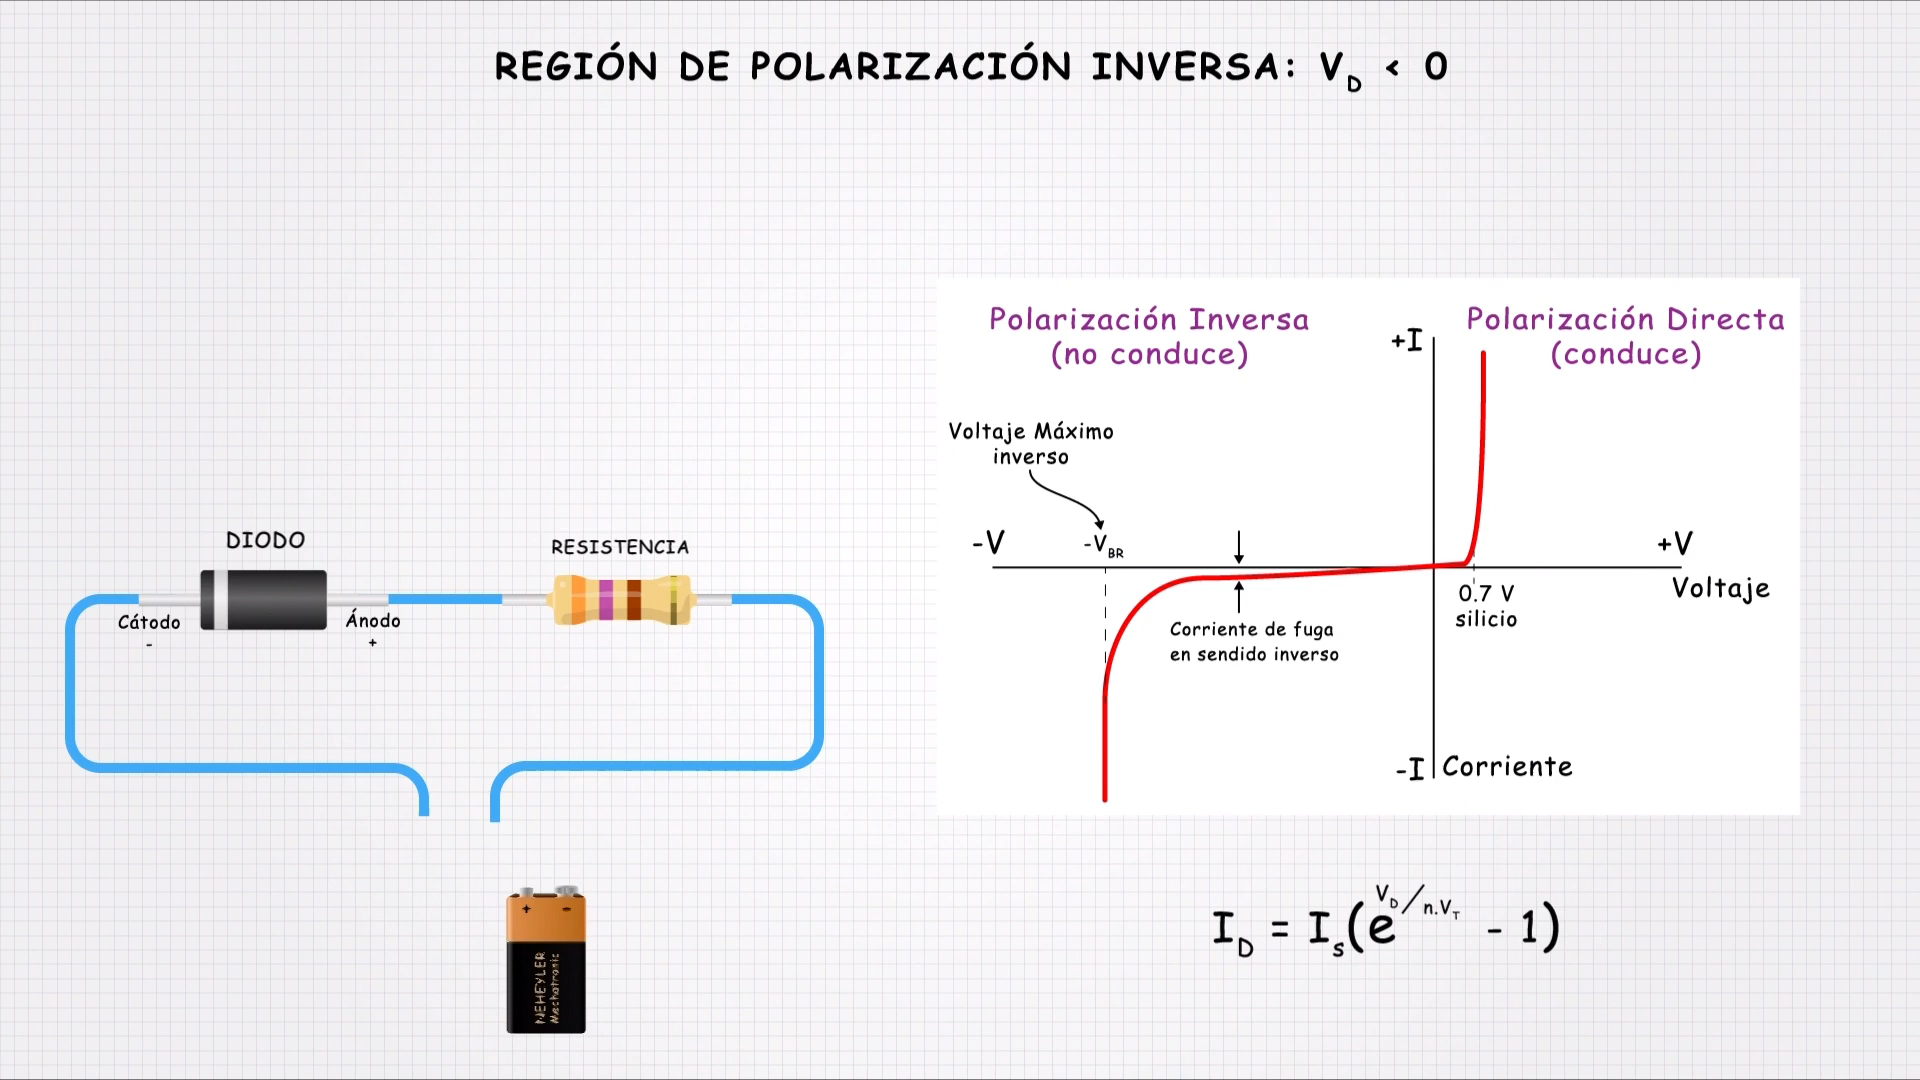 REGIÓN DE POLARIZACIÓN INVERSA: V_D < 0
DIODO
RESISTENCIA
Cátodo
-
Ánodo
+
+ -
NEHEYLER
Mechatronic
Polarización Inversa
(no conduce)
Polarización Directa
(conduce)
+I
Voltaje Máximo
inverso
-V
-V_BR
+V
Voltaje
0.7 V
silicio
Corriente de fuga
en sendido inverso
-I
Corriente
I_D = I_s(e^(V_D/n.V_T) - 1)